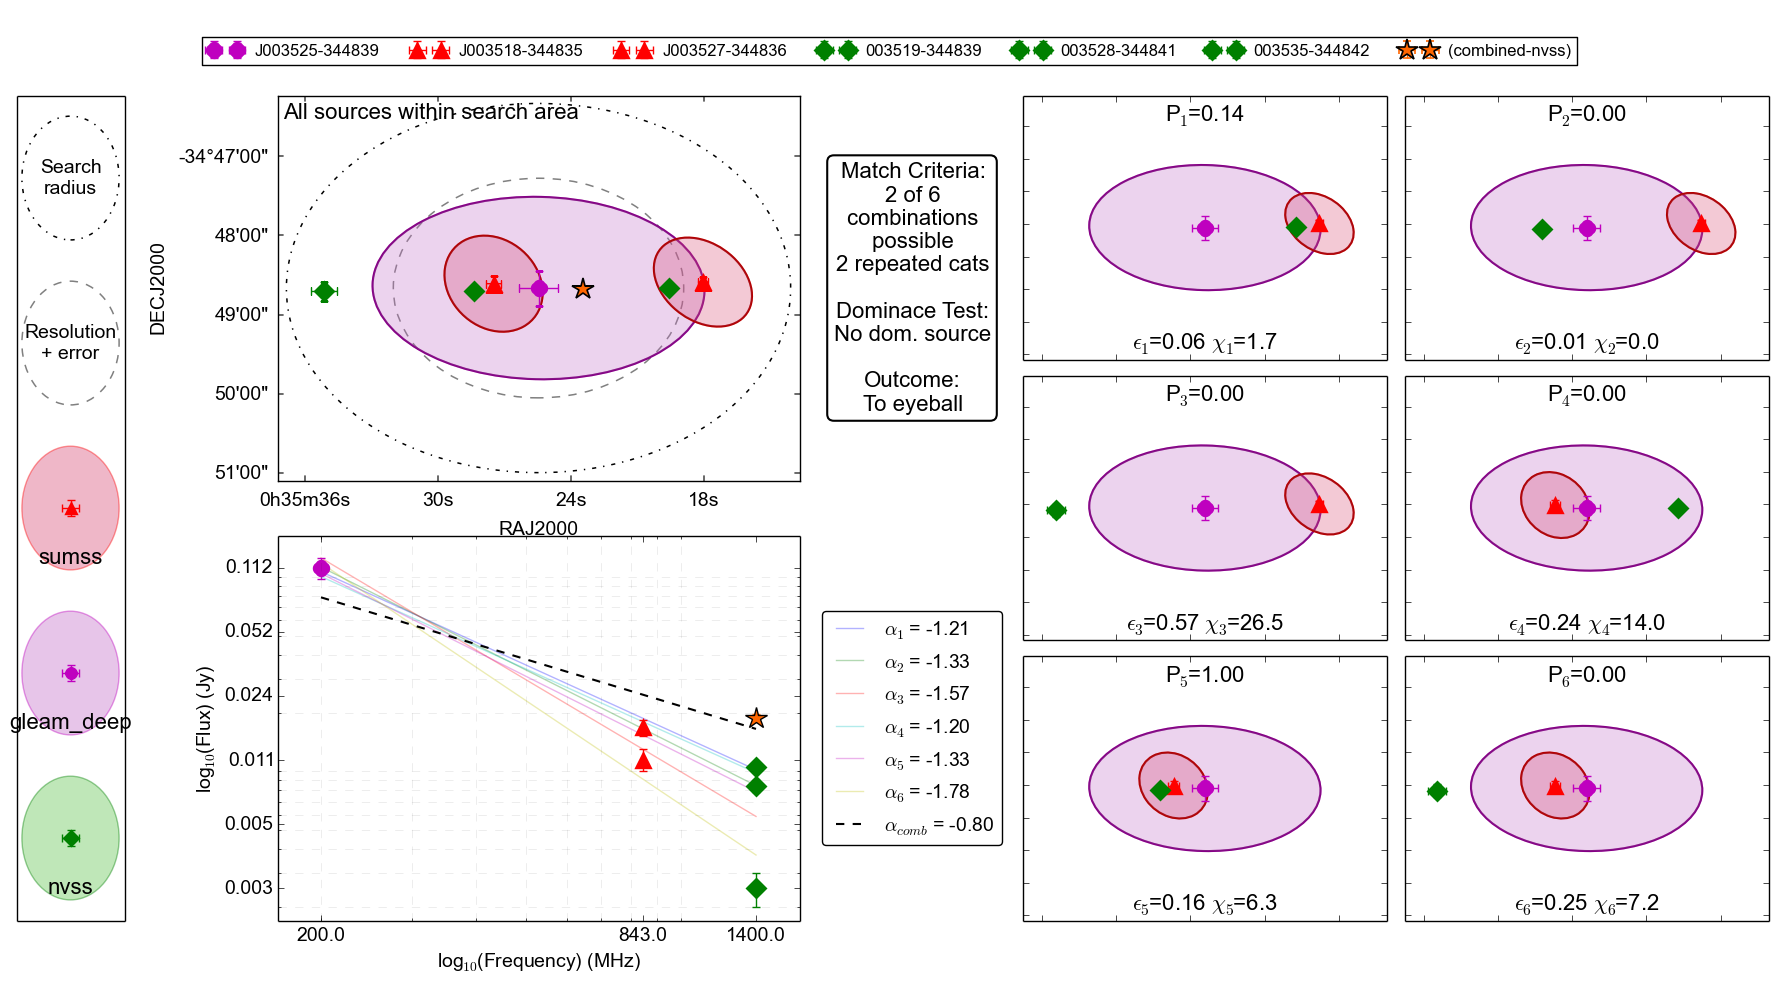 J003525-344839 J003518-344835 J003527-344836 003519-344839 003528-344841 003535-344842 (combined-nvss)
Search
radius
Resolution
+ error
sumss
gleam_deep
nvss
All sources within search area
DECJ2000
-34°47'00"
48'00"
49'00"
50'00"
51'00"
0h35m36s 30s 24s 18s
RAJ2000
Match Criteria:
2 of 6
combinations
possible
2 repeated cats
Dominace Test:
No dom. source
Outcome:
To eyeball
log₁₀(Flux) (Jy)
0.112
0.052
0.024
0.011
0.005
0.003
200.0 843.0 1400.0
log₁₀(Frequency) (MHz)
α₁ = -1.21
α₂ = -1.33
α₃ = -1.57
α₄ = -1.20
α₅ = -1.33
α₆ = -1.78
α_comb = -0.80
P₁=0.14
ϵ₁=0.06 χ₁=1.7
P₂=0.00
ϵ₂=0.01 χ₂=0.0
P₃=0.00
ϵ₃=0.57 χ₃=26.5
P₄=0.00
ϵ₄=0.24 χ₄=14.0
P₅=1.00
ϵ₅=0.16 χ₅=6.3
P₆=0.00
ϵ₆=0.25 χ₆=7.2